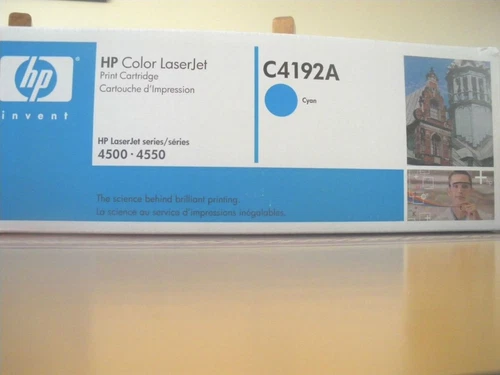 hp
invent
HP Color LaserJet
Print Cartridge
Cartouche d'Impression
HP LaserJet series/séries
4500 · 4550
C4192A
Cyan
The science behind brilliant printing.
La science au service d'impressions inégalables.